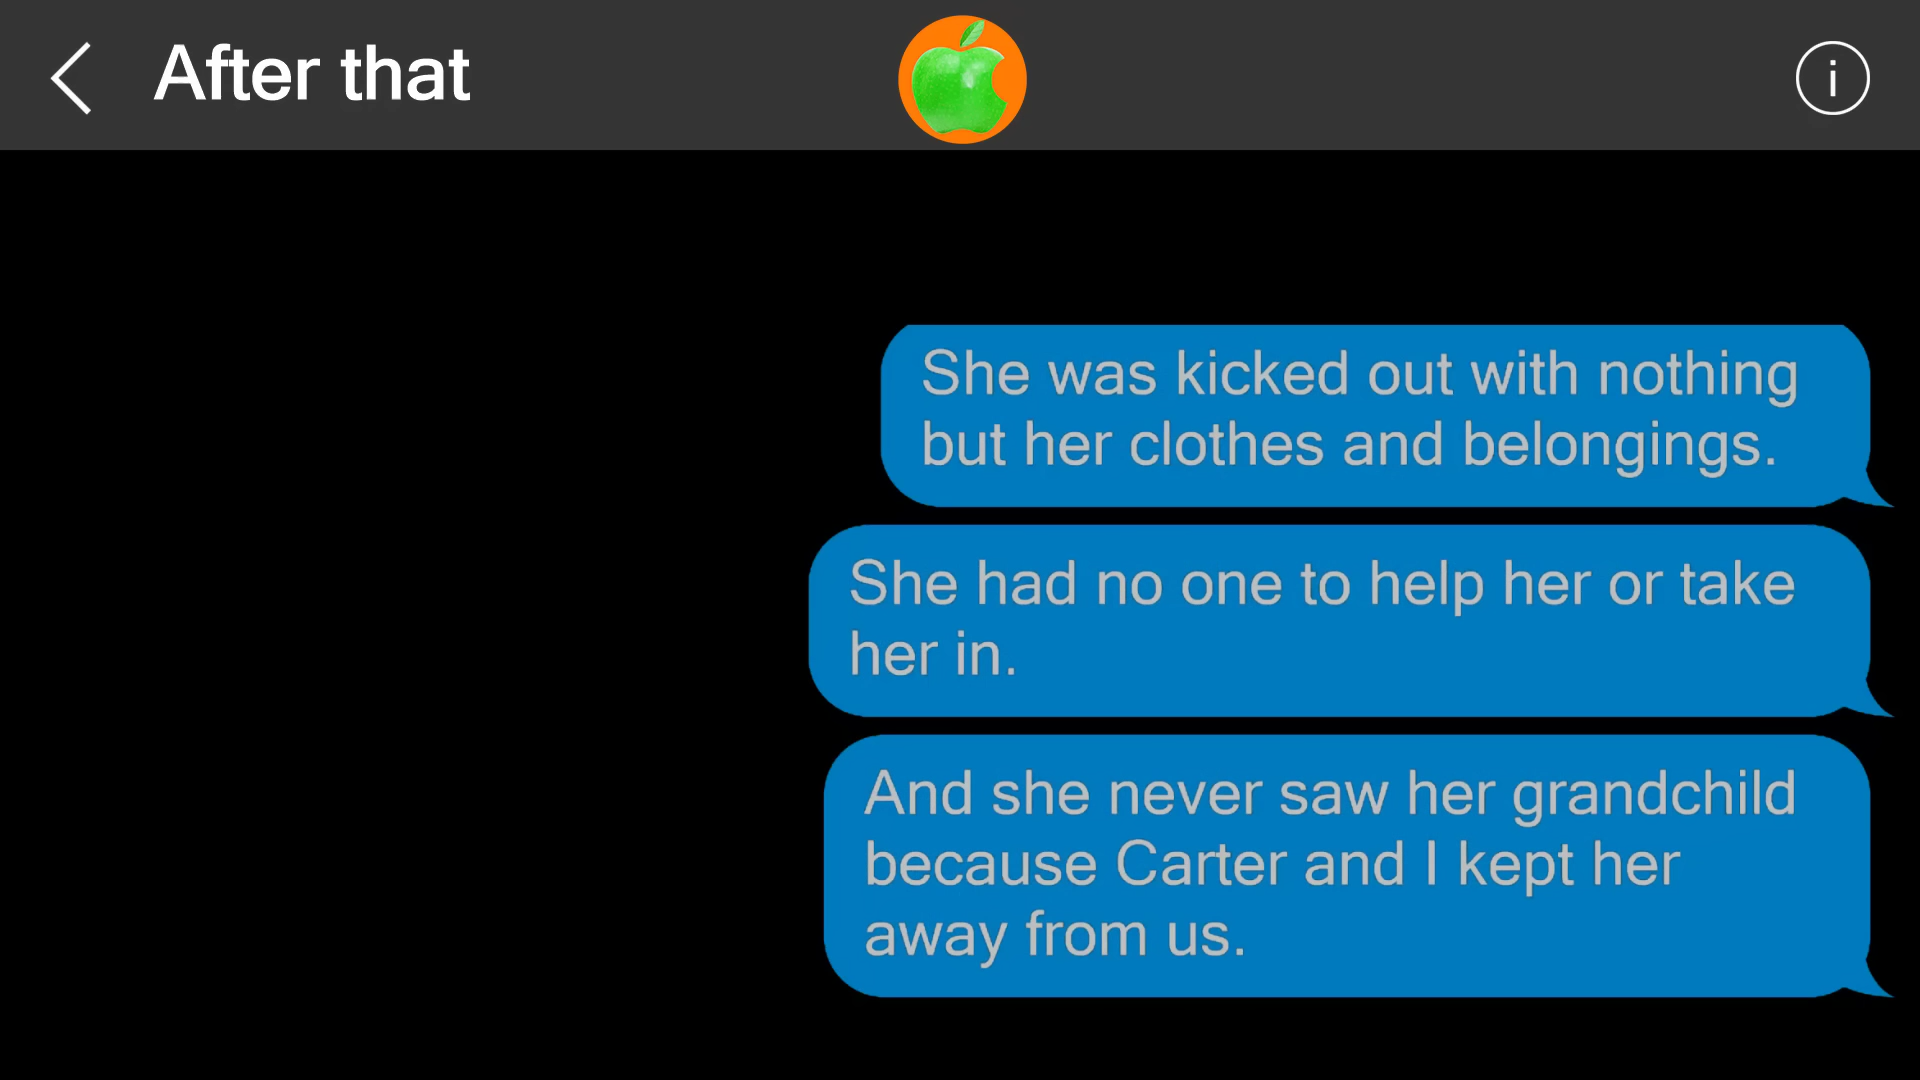 After that
She was kicked out with nothing
but her clothes and belongings.
She had no one to help her or take
her in.
And she never saw her grandchild
because Carter and I kept her
away from us.